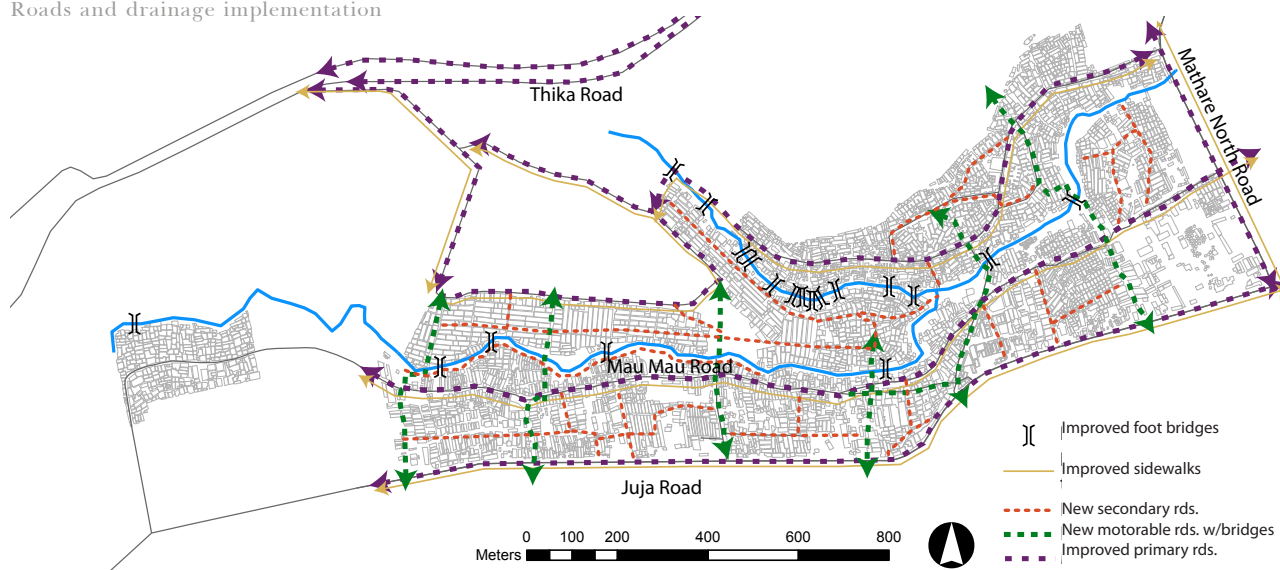 Roads and drainage implementation
Thika Road
Mathare North Road
Mau Mau Road
Juja Road
Improved foot bridges
Improved sidewalks
New secondary rds.
New motorable rds. w/bridges
Improved primary rds.
0 100 200 400 600 800
Meters